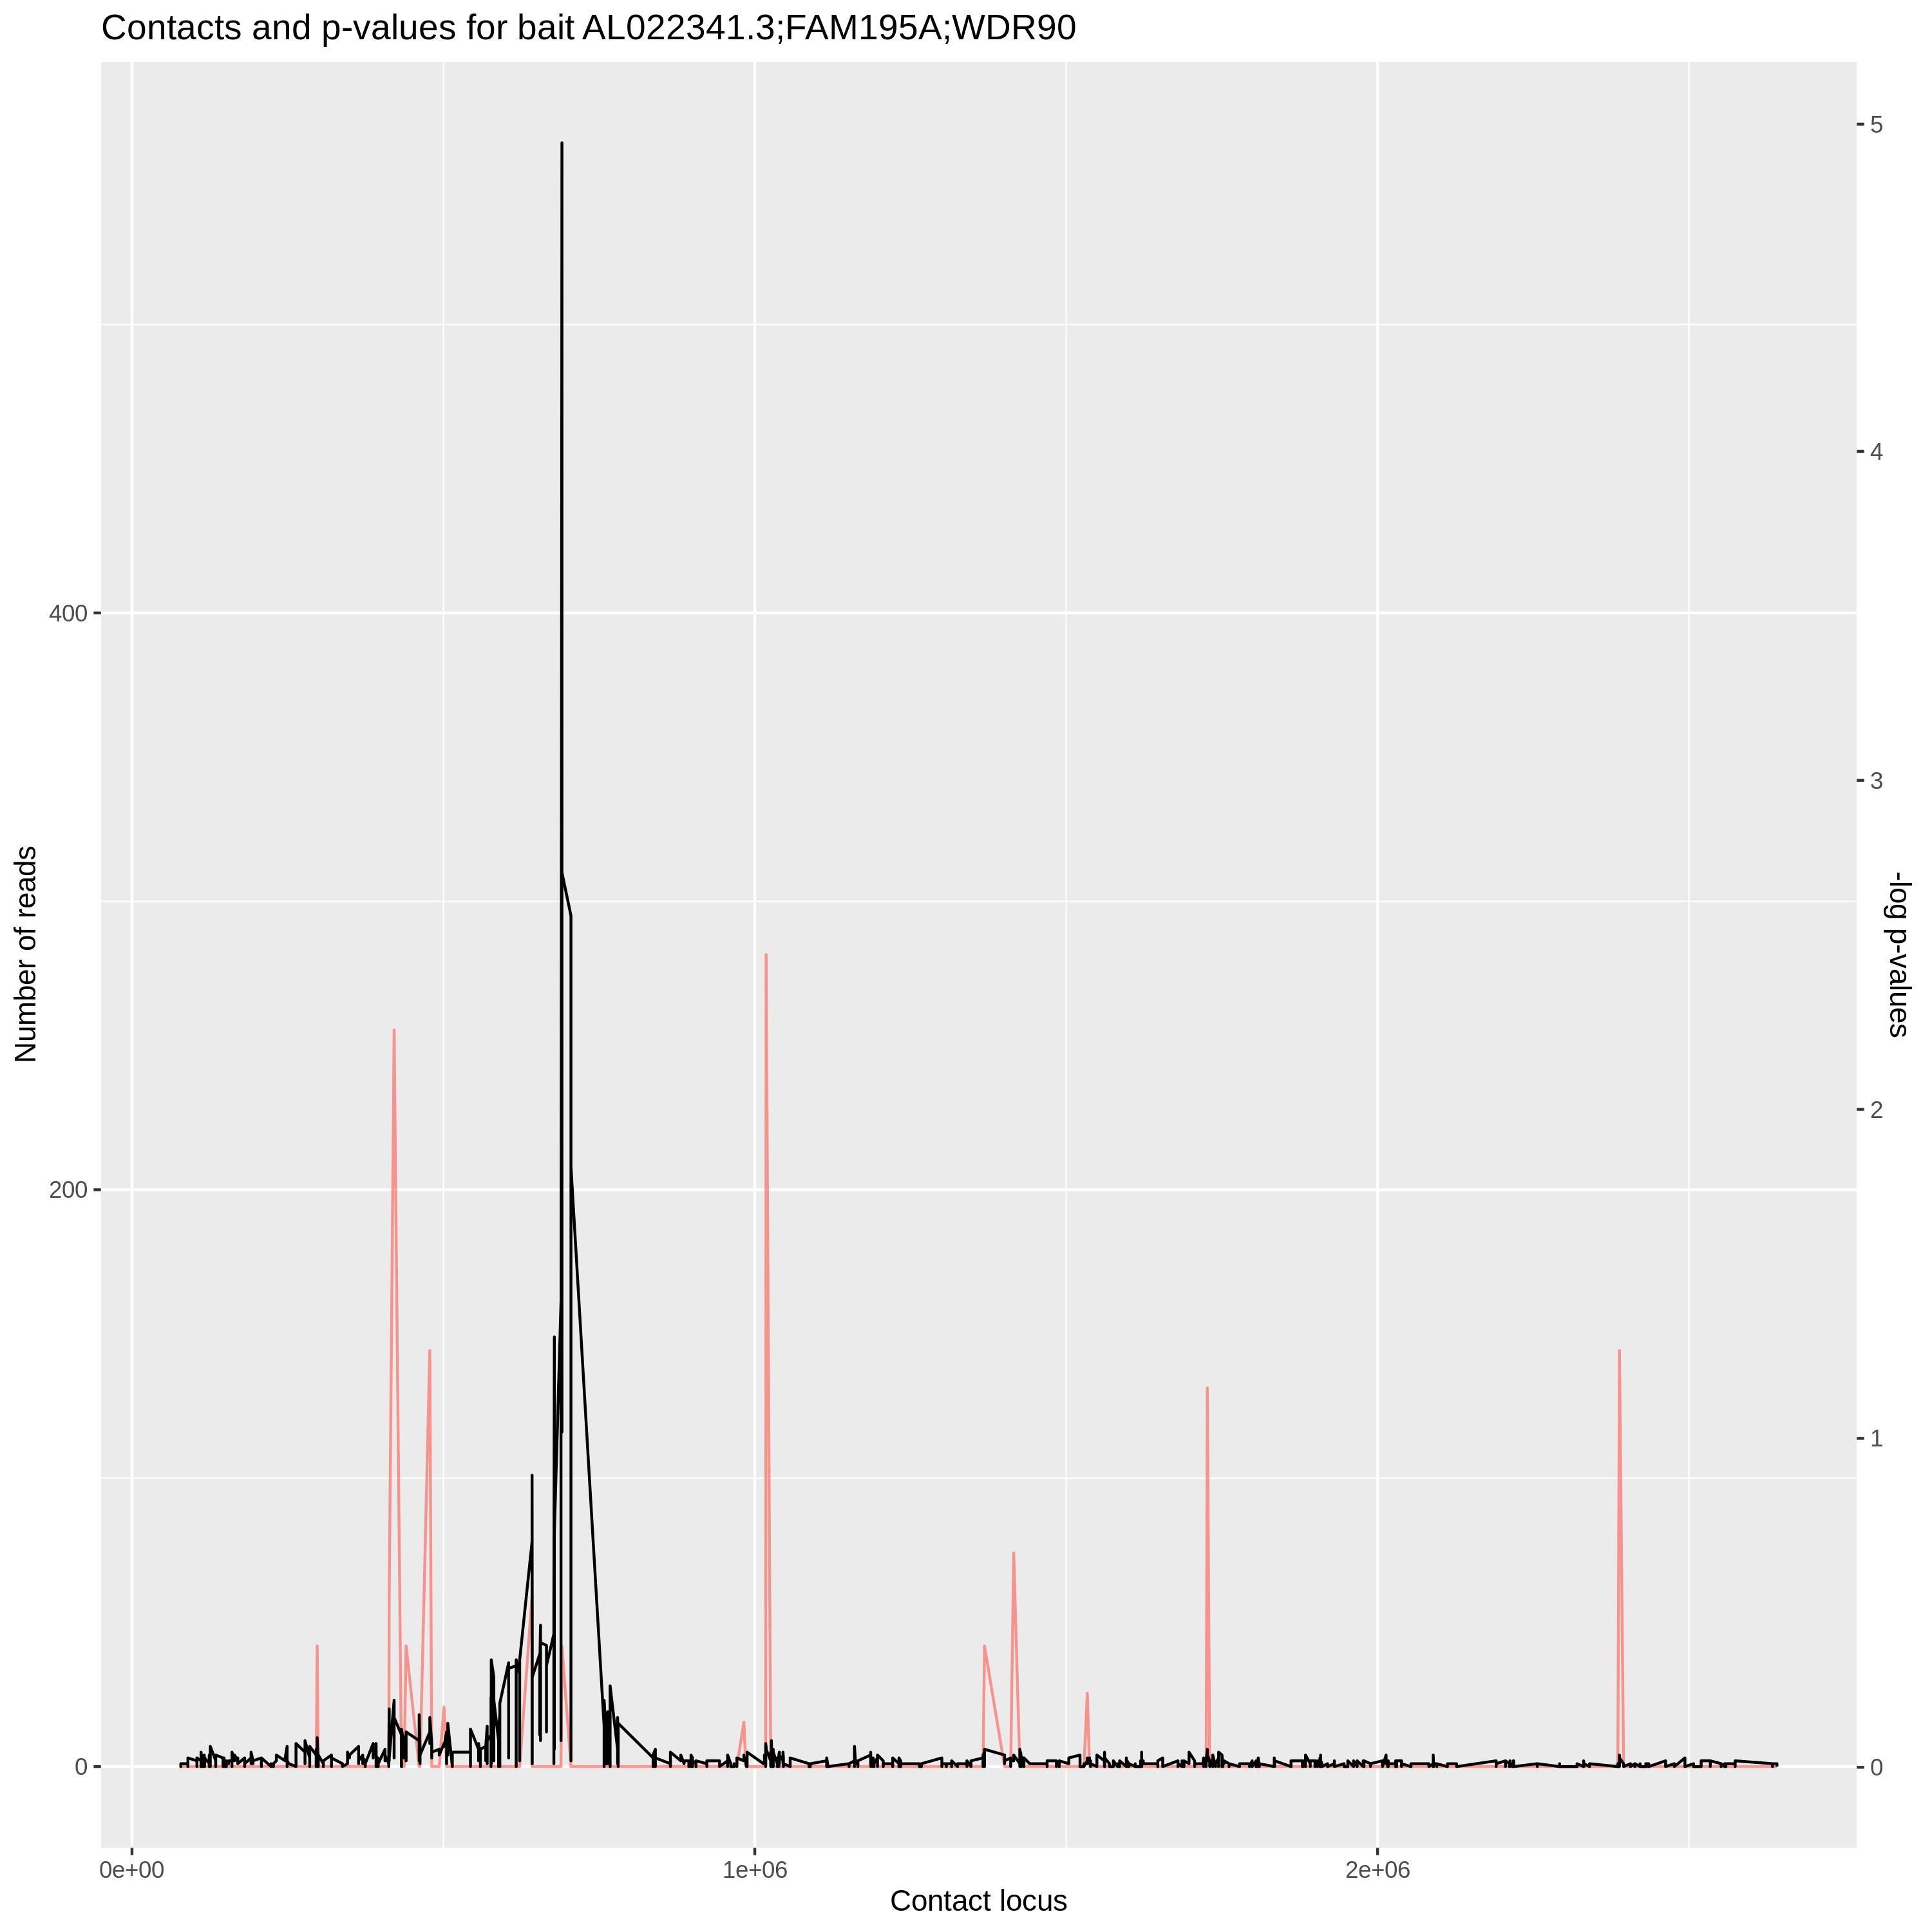 Contacts and p-values for bait AL022341.3;FAM195A;WDR90
5
4
400
3
Number of reads
-log p-values
2
200
1
0
0
0e+00
1e+06
2e+06
Contact locus